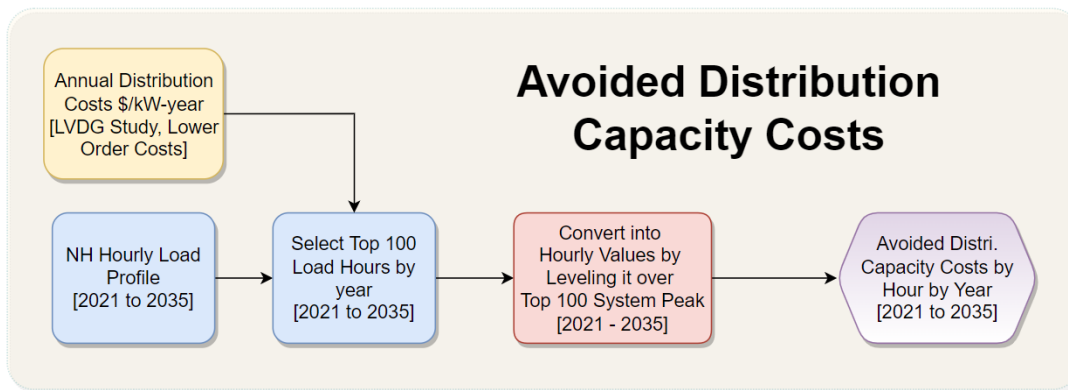 Avoided Distribution
Capacity Costs
Annual Distribution
Costs $/kW-year
[LVDG Study, Lower
Order Costs]
NH Hourly Load
Profile
[2021 to 2035]
Select Top 100
Load Hours by
year
[2021 to 2035]
Convert into
Hourly Values by
Leveling it over
Top 100 System Peak
[2021 - 2035]
Avoided Distri.
Capacity Costs by
Hour by Year
[2021 to 2035]